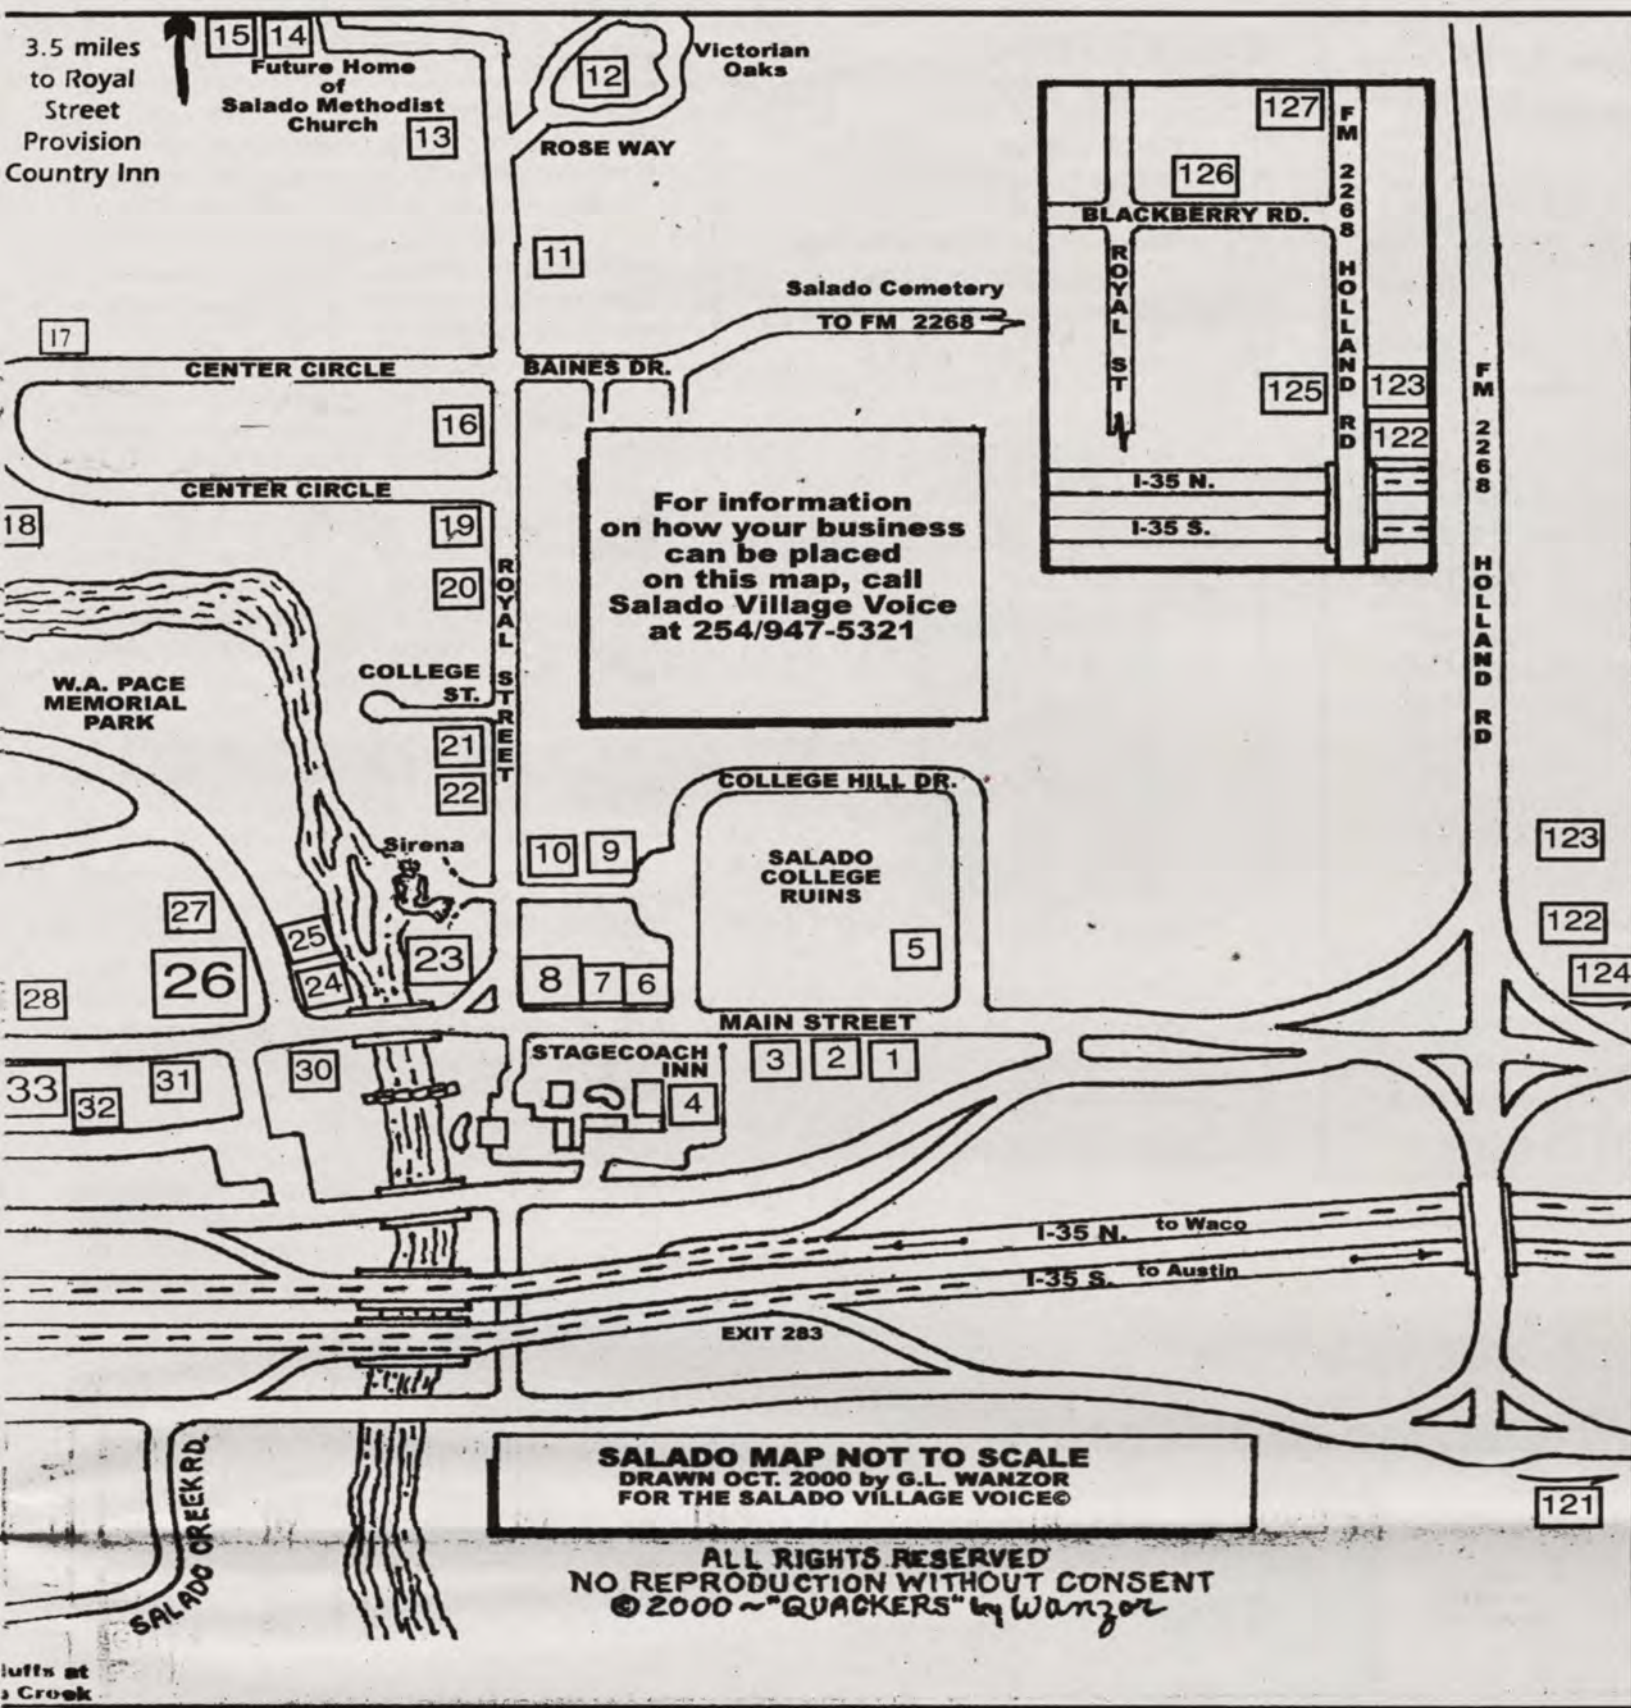 3.5 miles
to Royal
Street
Provision
Country Inn
15
14
Future Home
of
Salado Methodist
Church
13
12
Victorian
Oaks
ROSE WAY
11
Salado Cemetery
TO FM 2268
17
CENTER CIRCLE
BAINES DR.
16
CENTER CIRCLE
18
19
20
ROYAL STREET
For information
on how your business
can be placed
on this map, call
Salado Village Voice
at 254/947-5321
127
126
BLACKBERRY RD.
FM 2268 HOLLAND RD
ROYAL ST
125
123
122
I-35 N.
I-35 S.
FM 2268 HOLLAND RD
W.A. PACE
MEMORIAL
PARK
COLLEGE
ST.
21
22
Sirena
10
9
COLLEGE HILL DR.
SALADO
COLLEGE
RUINS
5
123
122
124
27
25
26
24
23
28
8
7
6
MAIN STREET
STAGECOACH
INN
3
2
1
4
33
32
31
30
I-35 N.
to Waco
I-35 S.
to Austin
EXIT 283
SALADO CREEK RD.
SALADO MAP NOT TO SCALE
DRAWN OCT. 2000 by G.L. WANZOR
FOR THE SALADO VILLAGE VOICE©
121
ALL RIGHTS RESERVED
NO REPRODUCTION WITHOUT CONSENT
© 2000 ~ "QUACKERS" by Wanzor
luffs at
Creek